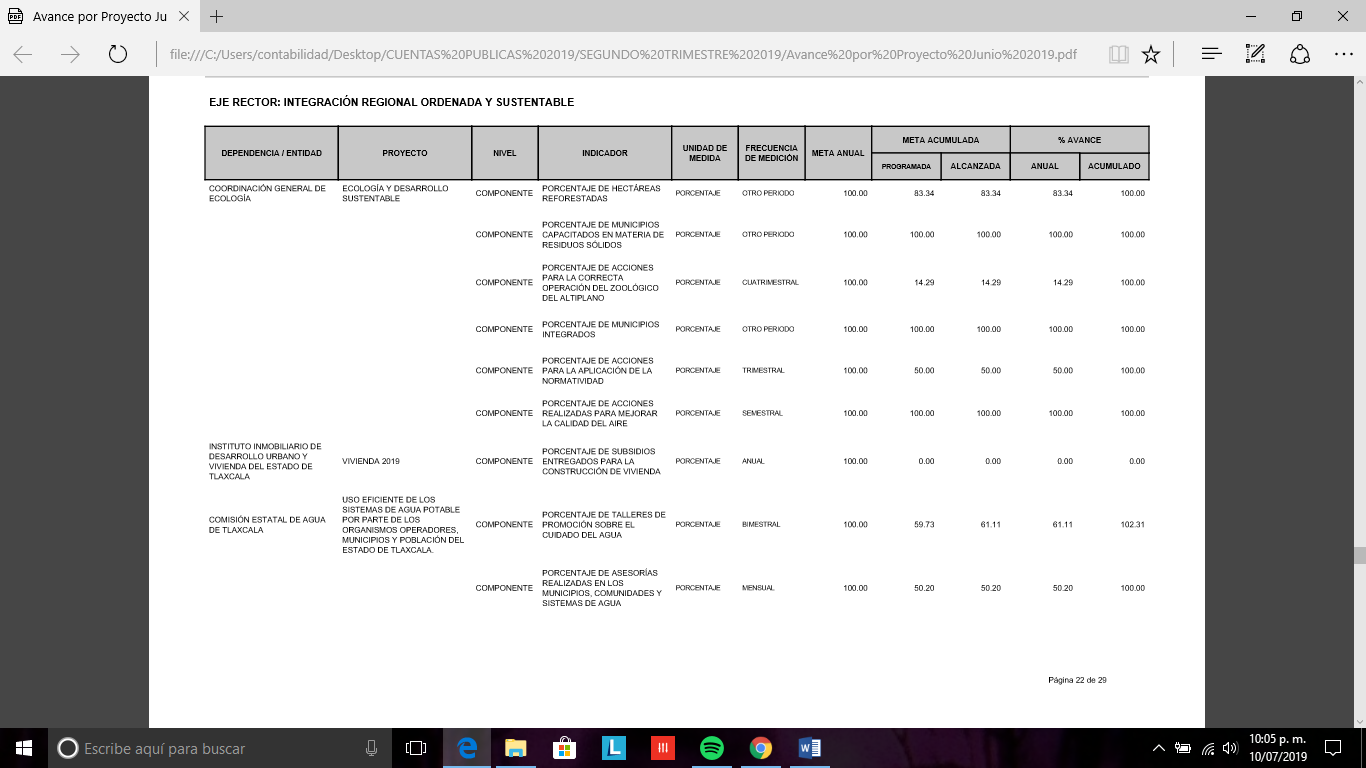 Avance por Proyecto Ju
file:///C:/Users/contabilidad/Desktop/CUENTAS%20PUBLICAS%202019/SEGUNDO%20TRIMESTRE%202019/Avance%20por%20Proyecto%20Junio%202019.pdf
EJE RECTOR: INTEGRACIÓN REGIONAL ORDENADA Y SUSTENTABLE
DEPENDENCIA / ENTIDAD
PROYECTO
NIVEL
INDICADOR
UNIDAD DE
MEDIDA
FRECUENCIA
DE MEDICIÓN
META ANUAL
META ACUMULADA
PROGRAMADA
ALCANZADA
% AVANCE
ANUAL
ACUMULADO
COORDINACIÓN GENERAL DE
ECOLOGÍA
ECOLOGÍA Y DESARROLLO
SUSTENTABLE
COMPONENTE
PORCENTAJE DE HECTÁREAS
REFORESTADAS
PORCENTAJE
OTRO PERIODO
100.00
83.34
83.34
83.34
100.00
COMPONENTE
PORCENTAJE DE MUNICIPIOS
CAPACITADOS EN MATERIA DE
RESIDUOS SÓLIDOS
PORCENTAJE
OTRO PERIODO
100.00
100.00
100.00
100.00
100.00
COMPONENTE
PORCENTAJE DE ACCIONES
PARA LA CORRECTA
OPERACIÓN DEL ZOOLÓGICO
DEL ALTIPLANO
PORCENTAJE
CUATRIMESTRAL
100.00
14.29
14.29
14.29
100.00
COMPONENTE
PORCENTAJE DE MUNICIPIOS
INTEGRADOS
PORCENTAJE
OTRO PERIODO
100.00
100.00
100.00
100.00
100.00
COMPONENTE
PORCENTAJE DE ACCIONES
PARA LA APLICACIÓN DE LA
NORMATIVIDAD
PORCENTAJE
TRIMESTRAL
100.00
50.00
50.00
50.00
100.00
COMPONENTE
PORCENTAJE DE ACCIONES
REALIZADAS PARA MEJORAR
LA CALIDAD DEL AIRE
PORCENTAJE
SEMESTRAL
100.00
100.00
100.00
100.00
100.00
INSTITUTO INMOBILIARIO DE
DESARROLLO URBANO Y
VIVIENDA DEL ESTADO DE
TLAXCALA
VIVIENDA 2019
COMPONENTE
PORCENTAJE DE SUBSIDIOS
ENTREGADOS PARA LA
CONSTRUCCIÓN DE VIVIENDA
PORCENTAJE
ANUAL
100.00
0.00
0.00
0.00
0.00
COMISIÓN ESTATAL DE AGUA
DE TLAXCALA
USO EFICIENTE DE LOS
SISTEMAS DE AGUA POTABLE
POR PARTE DE LOS
ORGANISMOS OPERADORES,
MUNICIPIOS Y POBLACIÓN DEL
ESTADO DE TLAXCALA.
COMPONENTE
PORCENTAJE DE TALLERES DE
PROMOCIÓN SOBRE EL
CUIDADO DEL AGUA
PORCENTAJE
BIMESTRAL
100.00
59.73
61.11
61.11
102.31
COMPONENTE
PORCENTAJE DE ASESORÍAS
REALIZADAS EN LOS
MUNICIPIOS, COMUNIDADES Y
SISTEMAS DE AGUA
PORCENTAJE
MENSUAL
100.00
50.20
50.20
50.20
100.00
Página 22 de 29
Escribe aquí para buscar
10:05 p. m.
10/07/2019